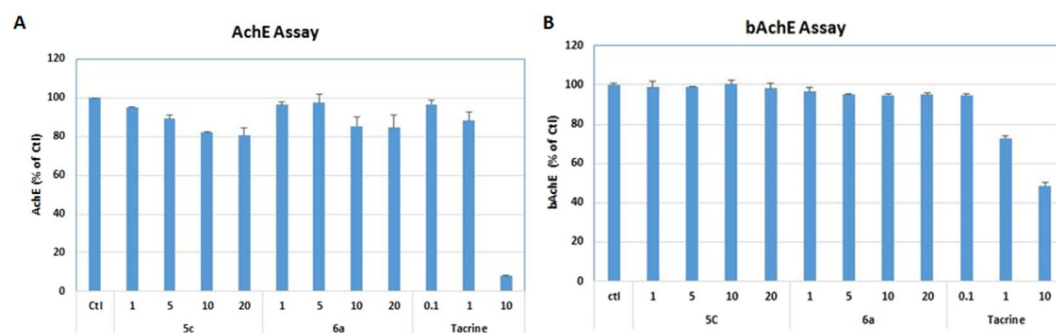 A
AchE Assay
AchE (% of Ctl)
120
100
80
60
40
20
0
Ctl 1 5 10 20 1 5 10 20 0.1 1 10
5c 6a Tacrine
B
bAchE Assay
bAchE (% of Ctl)
120
100
80
60
40
20
0
ctl 1 5 10 20 1 5 10 20 0.1 1 10
5C 6a Tacrine